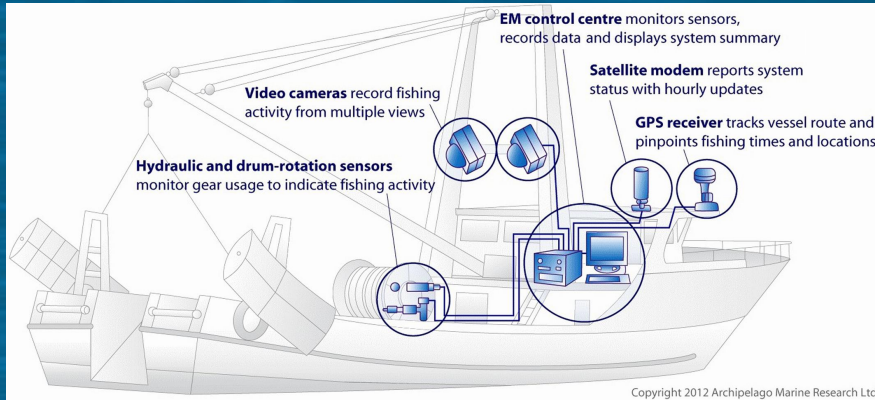 EM control centre monitors sensors,
records data and displays system summary
Satellite modem reports system
status with hourly updates
Video cameras record fishing
activity from multiple views
GPS receiver tracks vessel route and
pinpoints fishing times and locations
Hydraulic and drum-rotation sensors
monitor gear usage to indicate fishing activity
Copyright 2012 Archipelago Marine Research Ltd